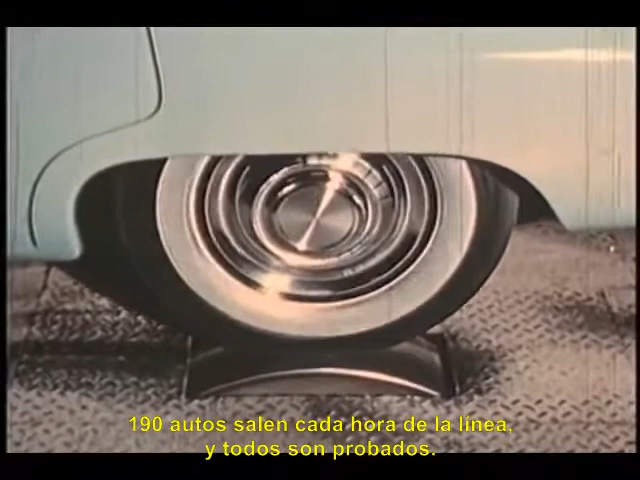 190 autos salen cada hora de la línea,
y todos son probados.